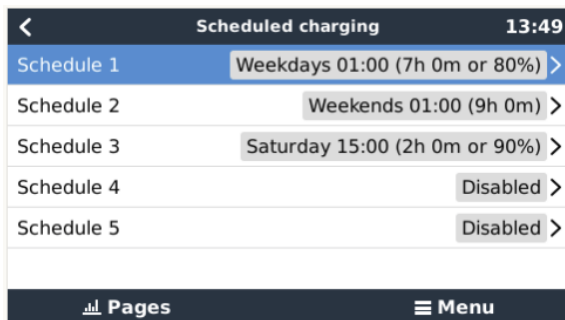 Scheduled charging 13:49
Schedule 1 Weekdays 01:00 (7h 0m or 80%)
Schedule 2 Weekends 01:00 (9h 0m)
Schedule 3 Saturday 15:00 (2h 0m or 90%)
Schedule 4 Disabled
Schedule 5 Disabled
Pages Menu